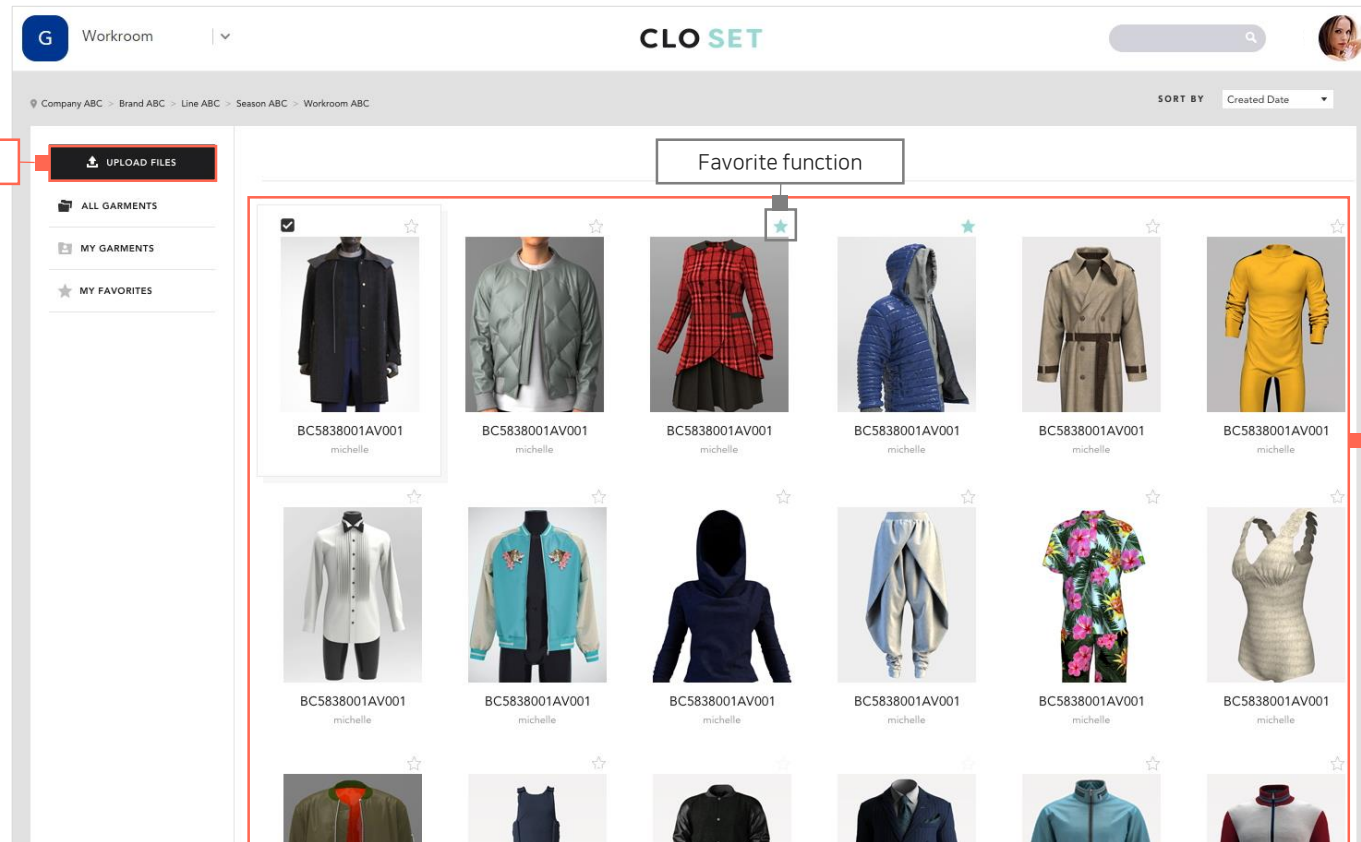 G
Workroom
CLO SET
Company ABC > Brand ABC > Line ABC > Season ABC > Workroom ABC
SORT BY
Created Date
UPLOAD FILES
ALL GARMENTS
MY GARMENTS
MY FAVORITES
Favorite function
BC5838001AV001
michelle
BC5838001AV001
michelle
BC5838001AV001
michelle
BC5838001AV001
michelle
BC5838001AV001
michelle
BC5838001AV001
michelle
BC5838001AV001
michelle
BC5838001AV001
michelle
BC5838001AV001
michelle
BC5838001AV001
michelle
BC5838001AV001
michelle
BC5838001AV001
michelle